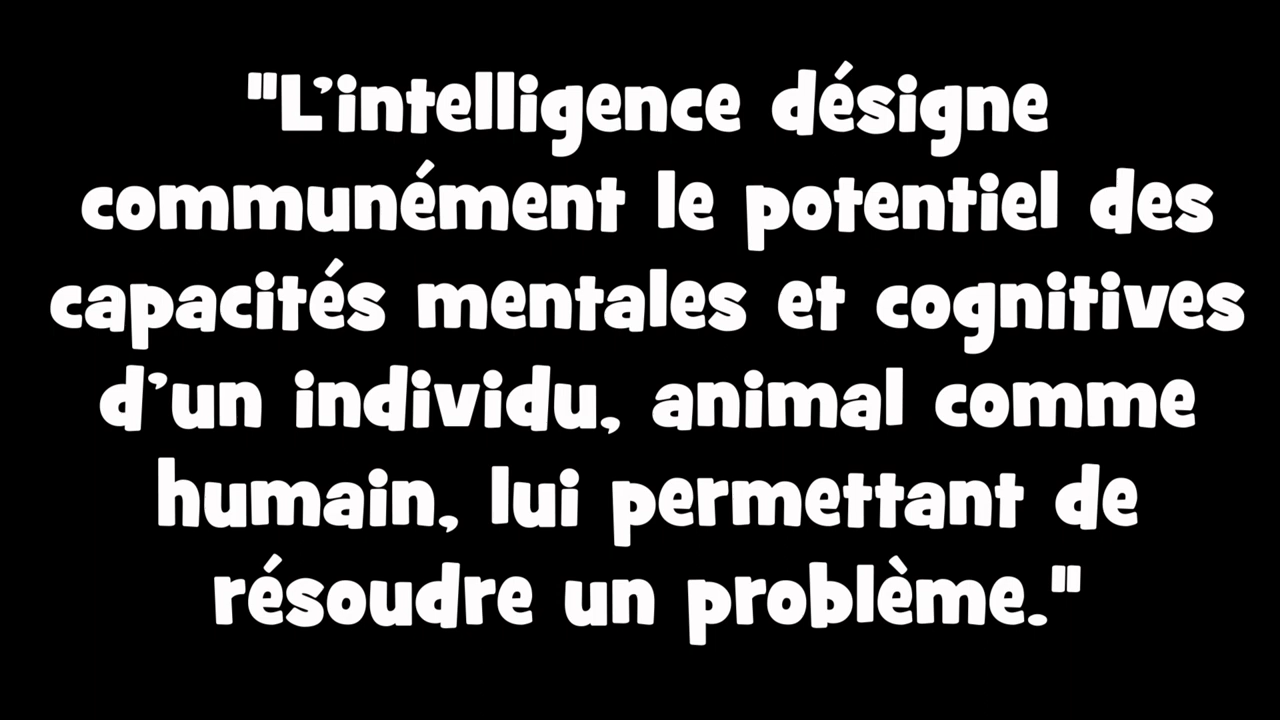 "L'intelligence désigne
communément le potentiel des
capacités mentales et cognitives
d'un individu, animal comme
humain, lui permettant de
résoudre un problème."